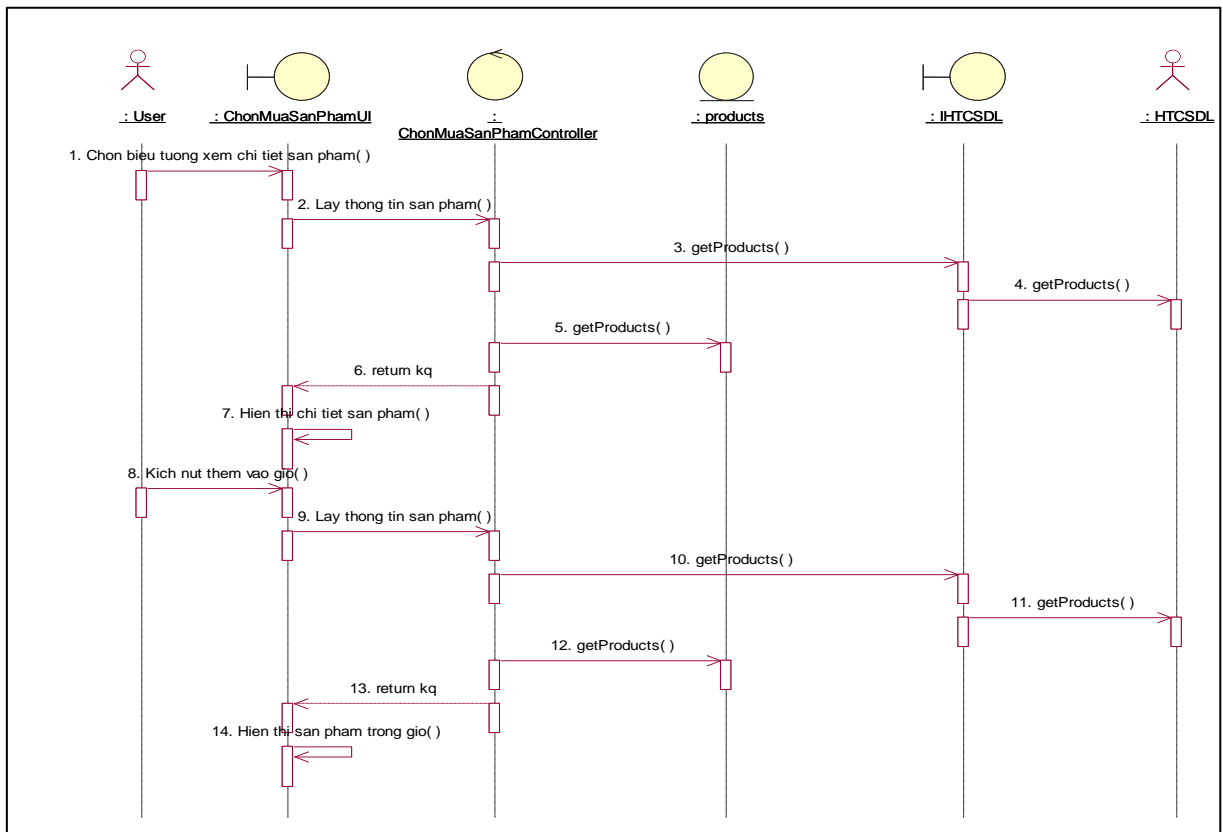 : User
: ChonMuaSanPhamUI
:
ChonMuaSanPhamController
: products
: IHTCSDL
: HTCSDL
1. Chon bieu tuong xem chi tiet san pham( )
2. Lay thong tin san pham( )
3. getProducts( )
4. getProducts( )
5. getProducts( )
6. return kq
7. Hien thi chi tiet san pham( )
8. Kich nut them vao gio( )
9. Lay thong tin san pham( )
10. getProducts( )
11. getProducts( )
12. getProducts( )
13. return kq
14. Hien thi san pham trong gio( )